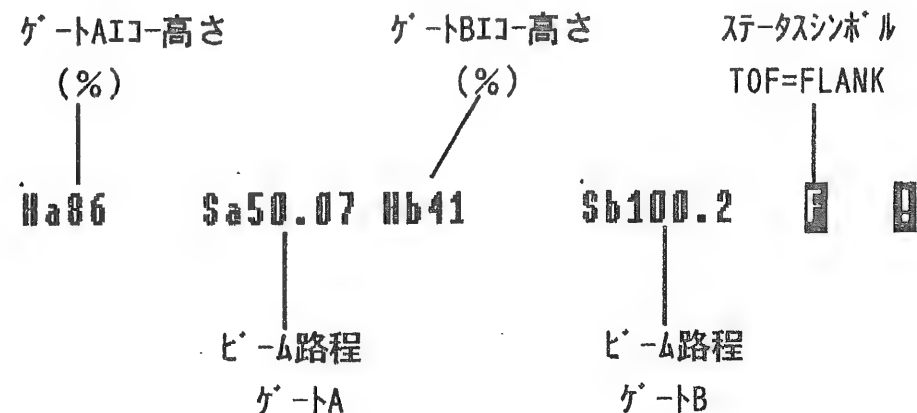 ｹﾞｰﾄAｴｺｰ高さ ｹﾞｰﾄBｴｺｰ高さ ｽﾃｰﾀｽｼﾝﾎﾞﾙ
(%) (%) TOF=FLANK
Ha86 Sa50.07 Hb41 Sb100.2 F !
ﾋﾞｰﾑ路程 ﾋﾞｰﾑ路程
ｹﾞｰﾄA ｹﾞｰﾄB